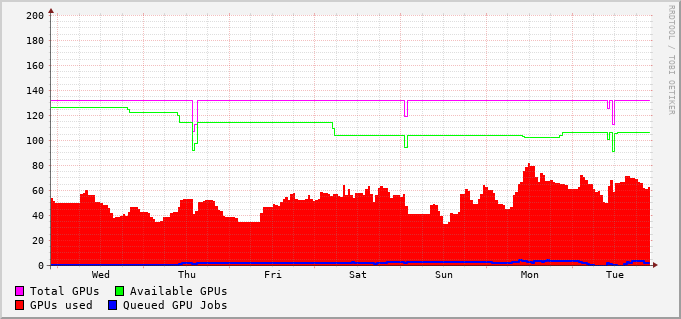 200
180
160
140
120
100
80
60
40
20
0
Wed Thu Fri Sat Sun Mon Tue
Total GPUs Available GPUs
GPUs used Queued GPU Jobs
RRDTOOL / TOBI OETIKER